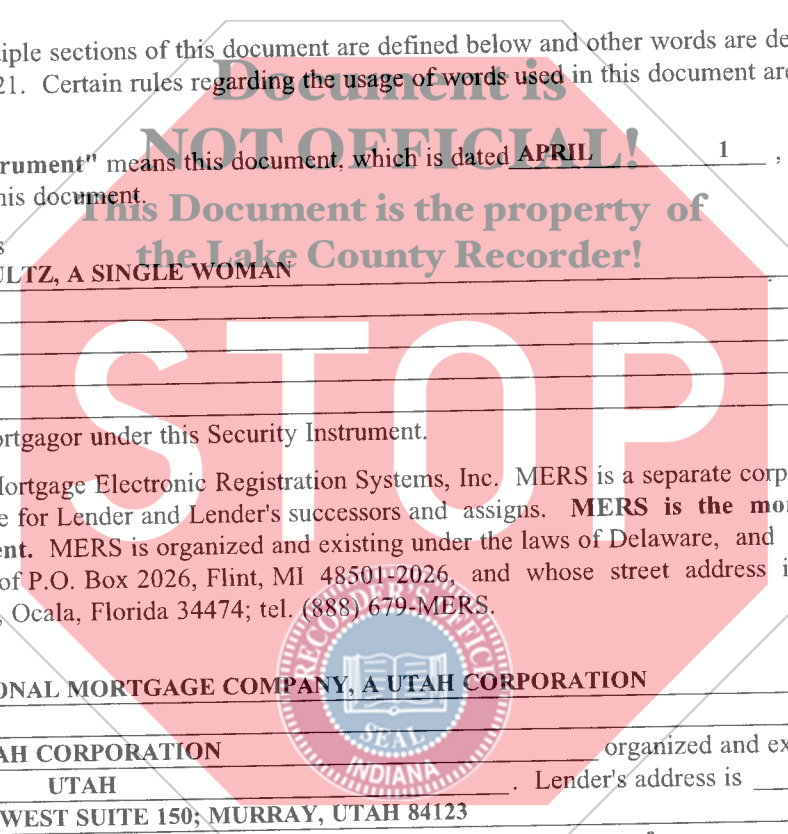 iple sections of this document are defined below and other words are de
21. Certain rules regarding the usage of words used in this document are
Document is
NOT OFFICIAL!
rument" means this document, which is dated APRIL 1 ,
his document.
This Document is the property of
the Lake County Recorder!
s
ULTZ, A SINGLE WOMAN
STOP
ortgagor under this Security Instrument.
Mortgage Electronic Registration Systems, Inc. MERS is a separate corp
e for Lender and Lender's successors and assigns. MERS is the mo
ent. MERS is organized and existing under the laws of Delaware, and
of P.O. Box 2026, Flint, MI 48501-2026, and whose street address i
, Ocala, Florida 34474; tel. (888) 679-MERS.
RECORDER'S OFFICE
SEAL
INDIANA
ONAL MORTGAGE COMPANY, A UTAH CORPORATION
AH CORPORATION organized and ex
UTAH . Lender's address is
WEST SUITE 150; MURRAY, UTAH 84123